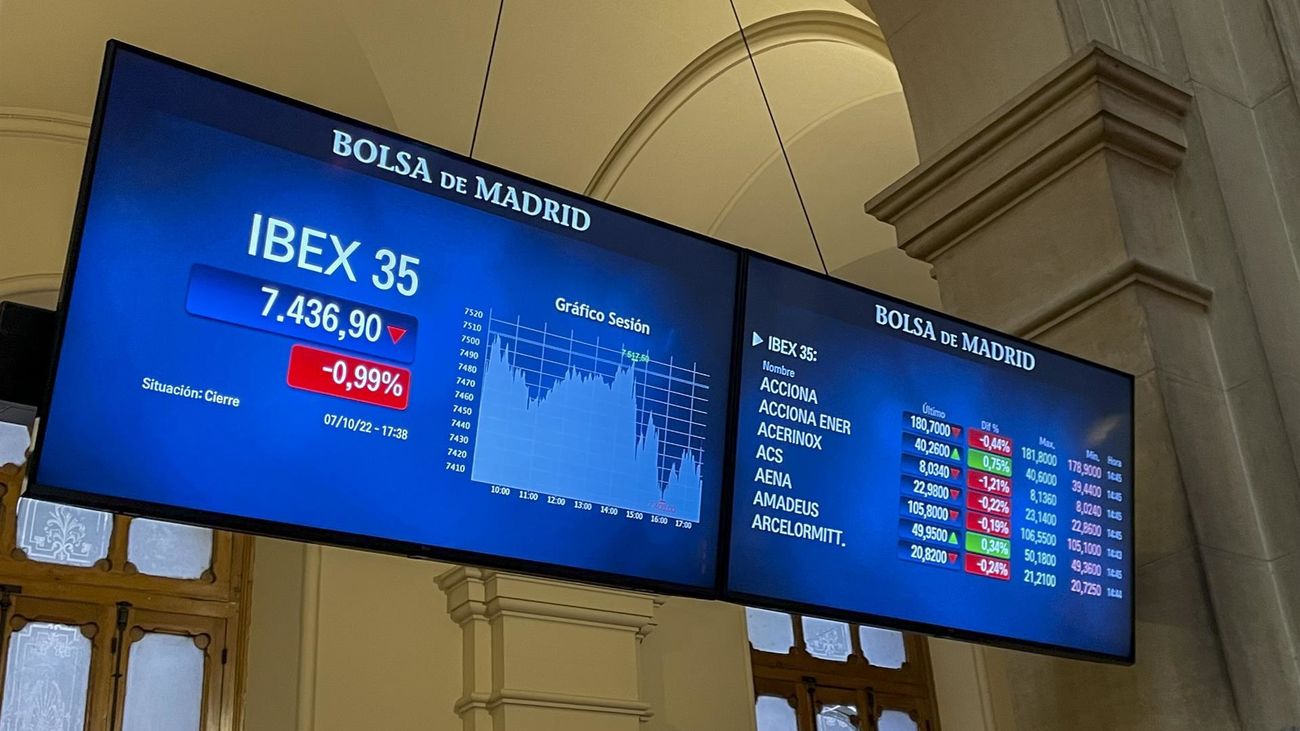 BOLSA DE MADRID
IBEX 35
7.436,90
-0,99%
Situación: Cierre
07/10/22 - 17:38
Gráfico Sesión
7520
7510
7500
7490
7480
7470
7460
7450
7440
7430
7420
7410
10:00 11:00 12:00 13:00 14:00 15:00 16:00 17:00
BOLSA DE MADRID
IBEX 35:
Nombre Último Dif % Max. Min. Hora
ACCIONA 180,7000 -0,44% 181,8000 178,9000 14:45
ACCIONA ENER 40,2600 0,75% 40,6000 39,4400 14:45
ACERINOX 8,0340 -1,21% 8,1360 8,0240 14:45
ACS 22,9800 -0,22% 23,1400 22,8600 14:45
AENA 105,8000 -0,19% 106,5500 105,1000 14:43
AMADEUS 49,9500 0,34% 50,1800 49,3600 14:45
ARCELORMITT. 20,8200 -0,24% 21,2100 20,7250 14:44